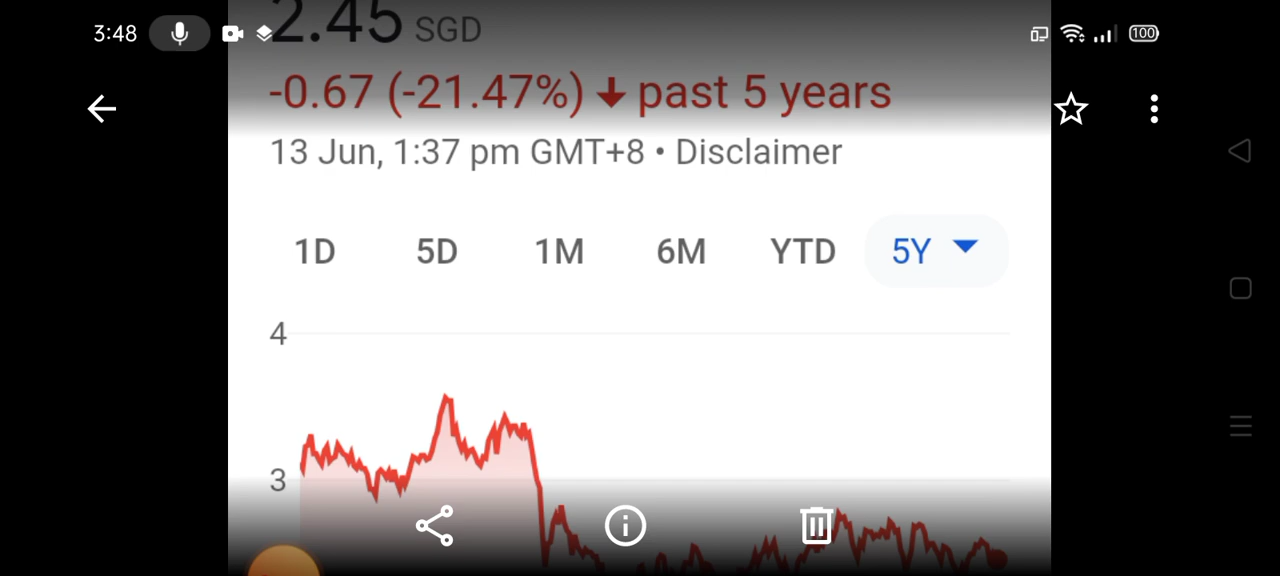 3:48
100
2.45 SGD
-0.67 (-21.47%) ↓ past 5 years
13 Jun, 1:37 pm GMT+8 • Disclaimer
1D 5D 1M 6M YTD 5Y
4
3